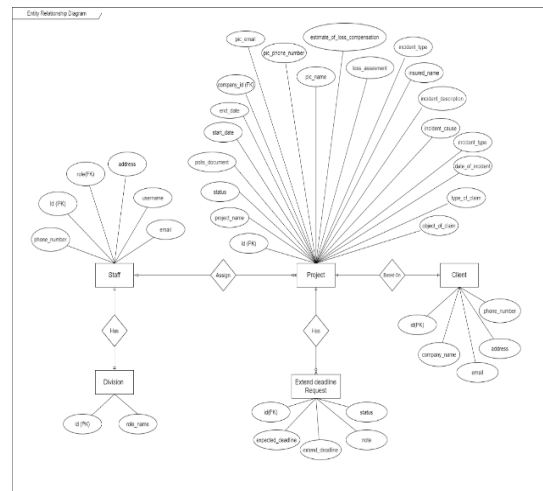 Entity Relationship Diagram
pic_email
pic_phone_number
estimate_of_loss_compensation
incident_type
pic_name
loss_assesment
insured_name
company_id (FK)
incident_description
end_date
start_date
incident_cause
address
incident_type
role(FK)
polis_document
date_of_incident
id (PK)
username
status
type_of_claim
phone_number
email
project_name
object_of_claim
id (PK)
Staff
Assign
Project
Based On
Client
id(PK)
phone_number
company_name
address
email
Has
Has
Division
Extend deadline
Request
id (PK)
role_name
id(PK)
status
expected_deadline
extend_deadline
note